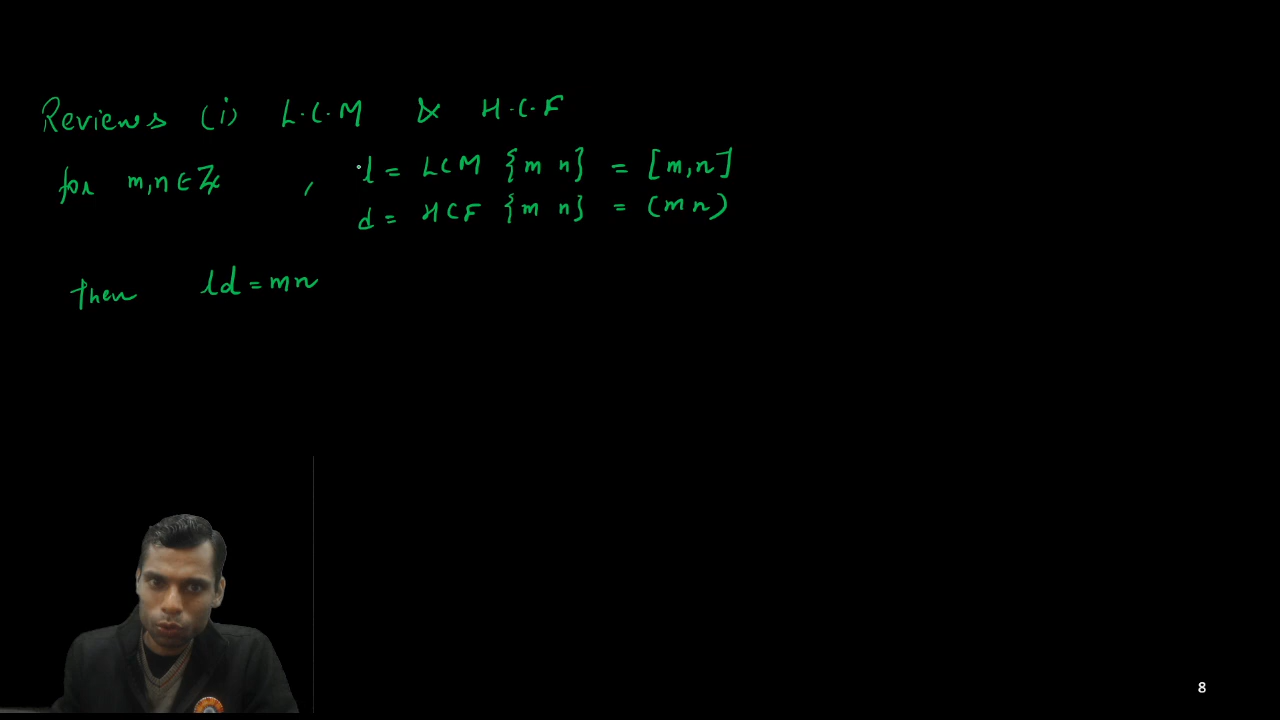 Reviews (i) L.C.M & H.C.F
for m,n ∈ ℤ , l = LCM {m n} = [m,n]
d = HCF {m n} = (m n)
then ld = mn
8